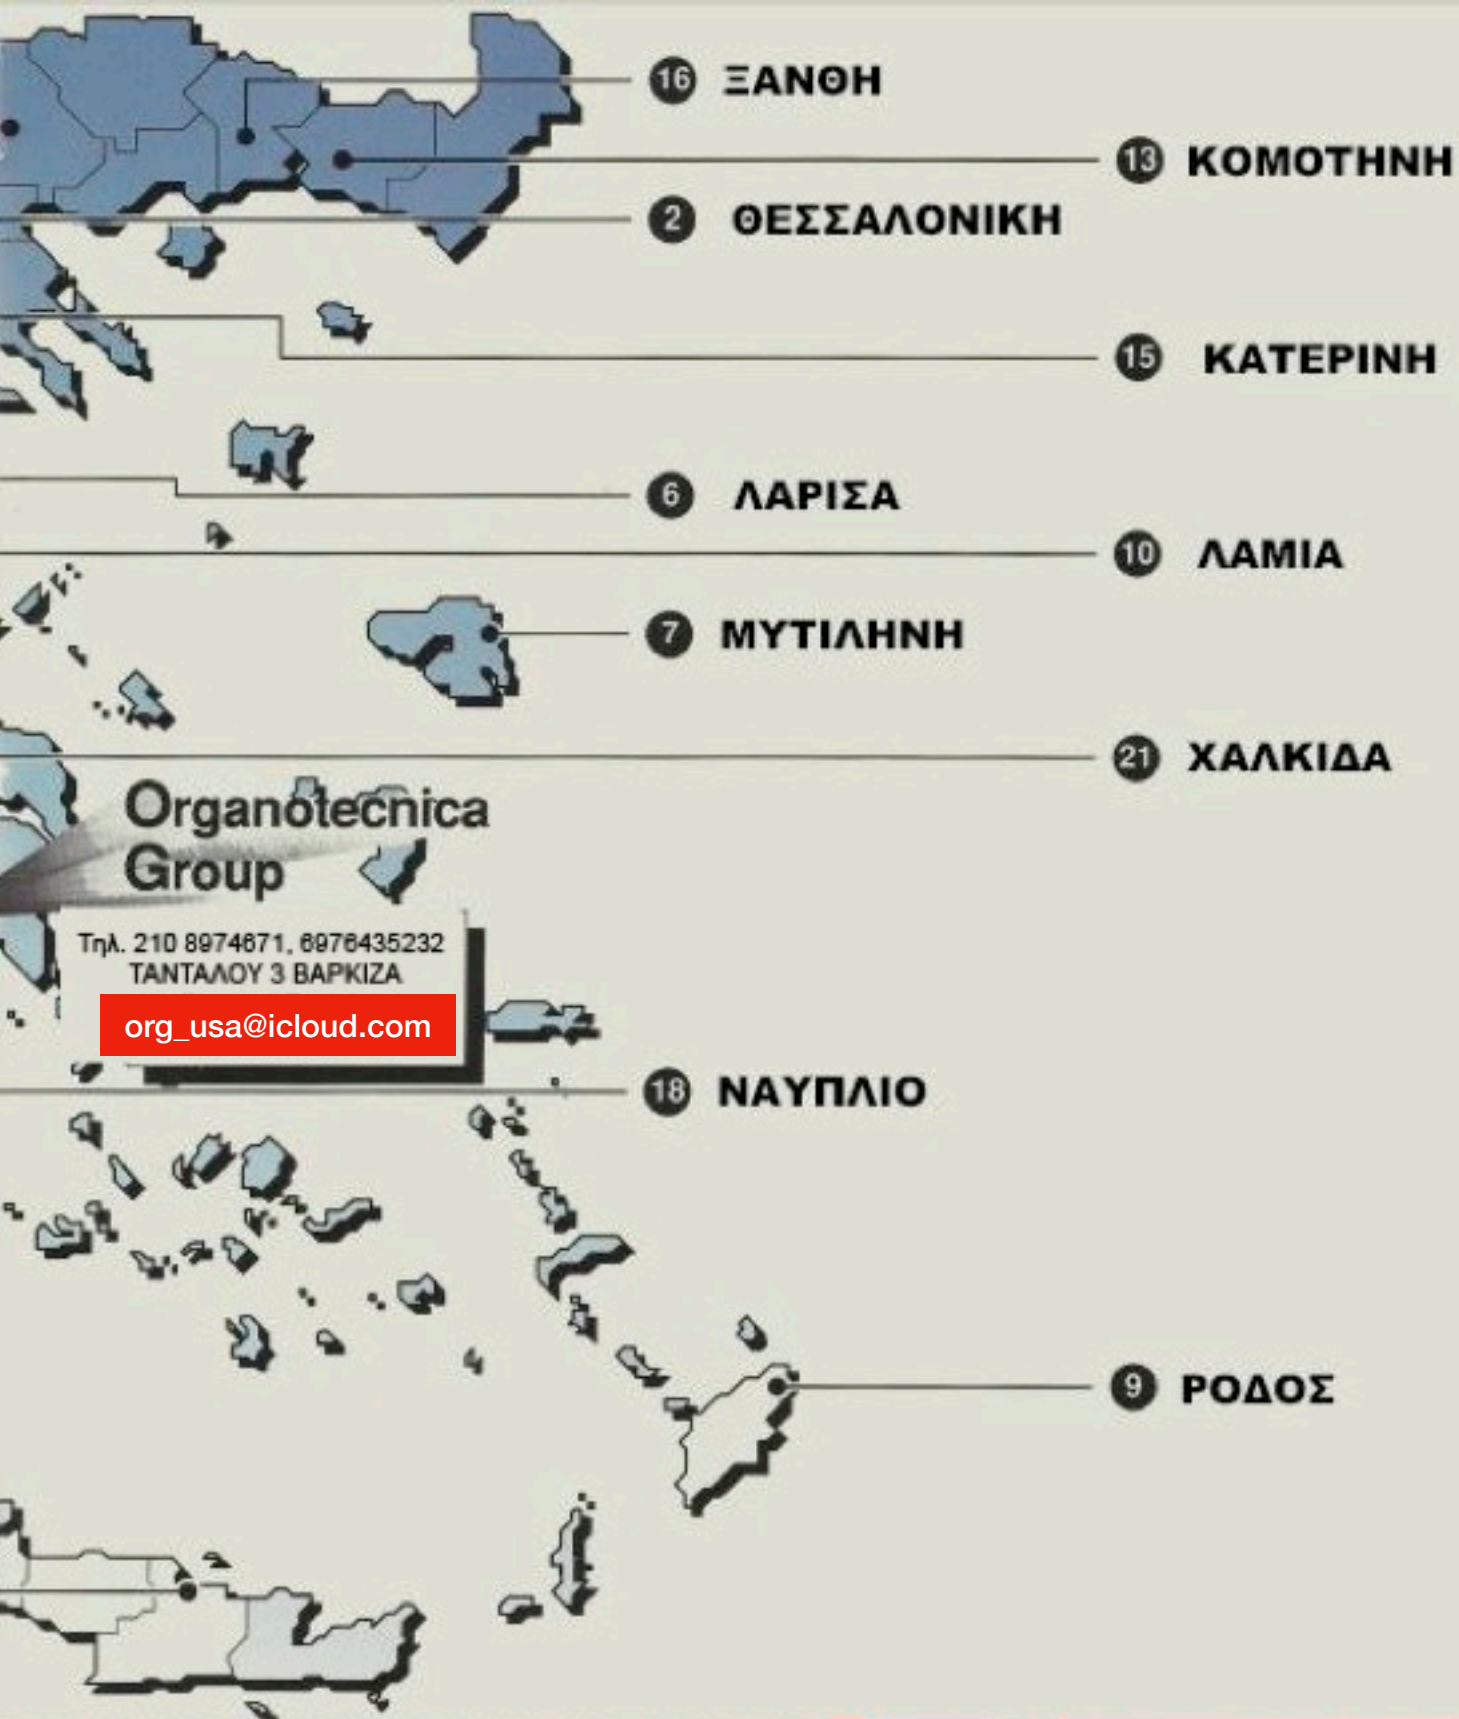 16 ΞΑΝΘΗ
13 ΚΟΜΟΤΗΝΗ
2 ΘΕΣΣΑΛΟΝΙΚΗ
15 ΚΑΤΕΡΙΝΗ
6 ΛΑΡΙΣΑ
10 ΛΑΜΙΑ
7 ΜΥΤΙΛΗΝΗ
21 ΧΑΛΚΙΔΑ
Organotecnica
Group
Τηλ. 210 8974671, 6976435232
ΤΑΝΤΑΛΟΥ 3 ΒΑΡΚΙΖΑ
org_usa@icloud.com
18 ΝΑΥΠΛΙΟ
9 ΡΟΔΟΣ